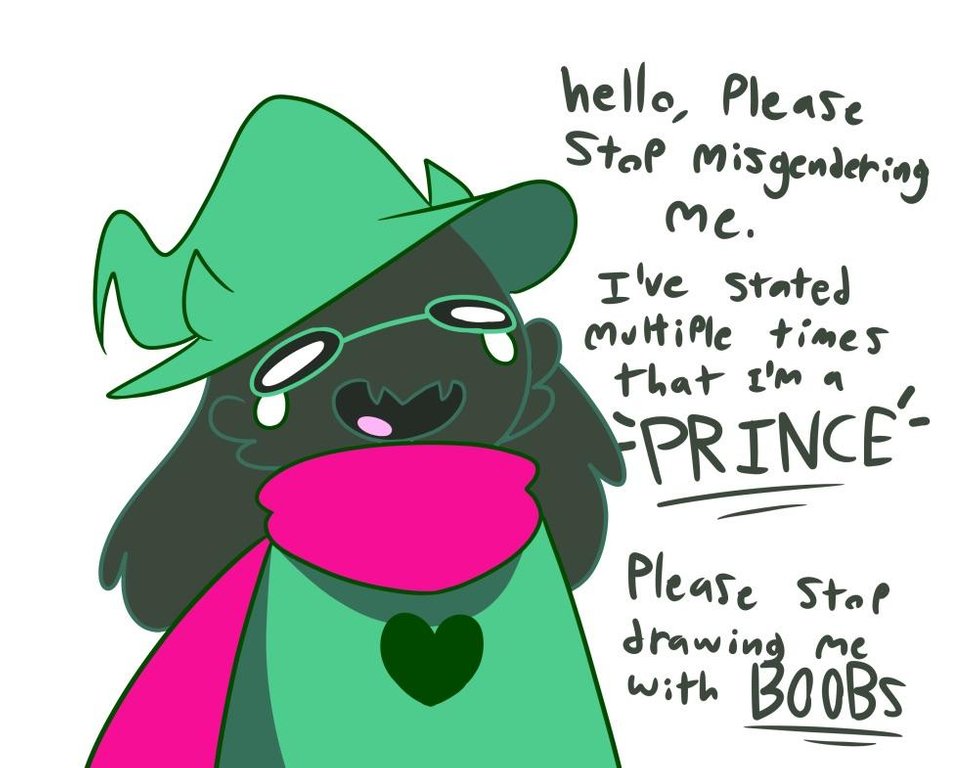 hello, Please
Stop misgendering
me.
I've stated
multiple times
that I'm a
PRINCE
Please stop
drawing me
with BOOBS